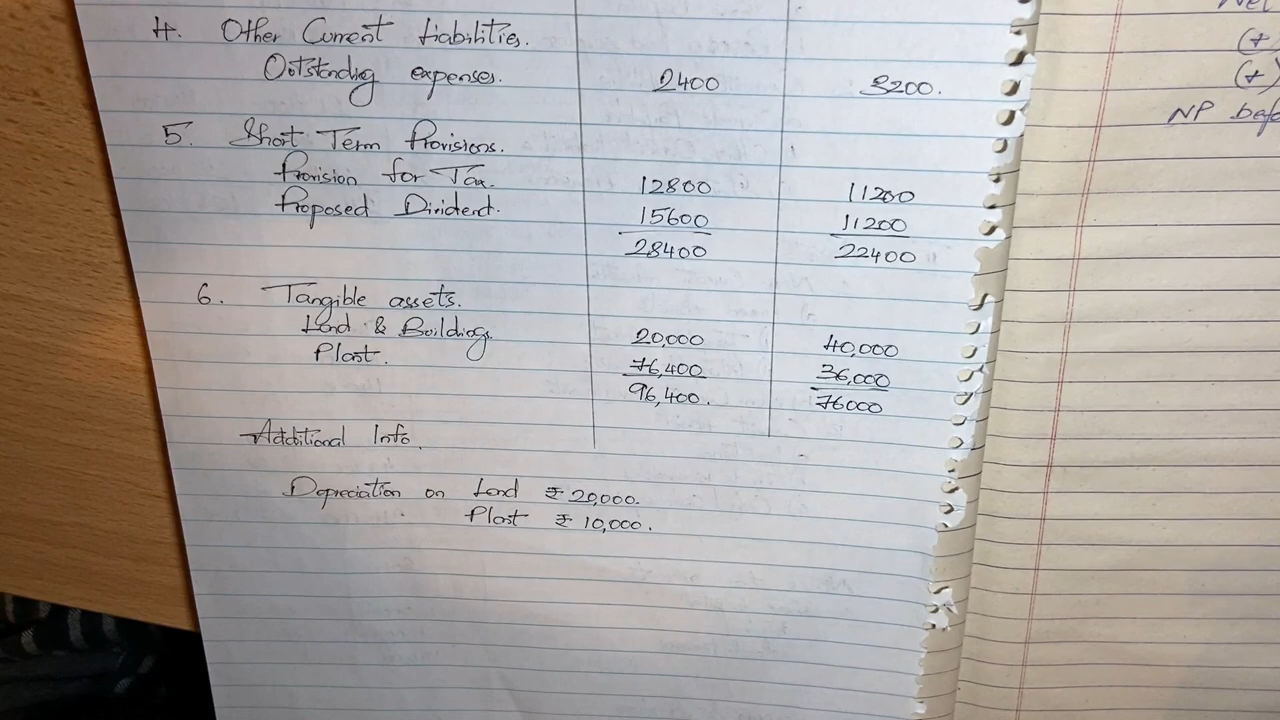 4. Other Current Liabilities.
Outstanding expenses. 2400 3200.
5. Short Term Provisions.
Provision for Tax. 12800 11200
Proposed Dividend. 15600 11200
28400 22400
6. Tangible assets.
Land & Buildings. 20,000 40,000
Plant. 76,400 36,000
96,400. 76000
Additional Info.
Depreciation on Land ₹ 20,000.
Plant ₹ 10,000.
(+)
(+)
NP befo